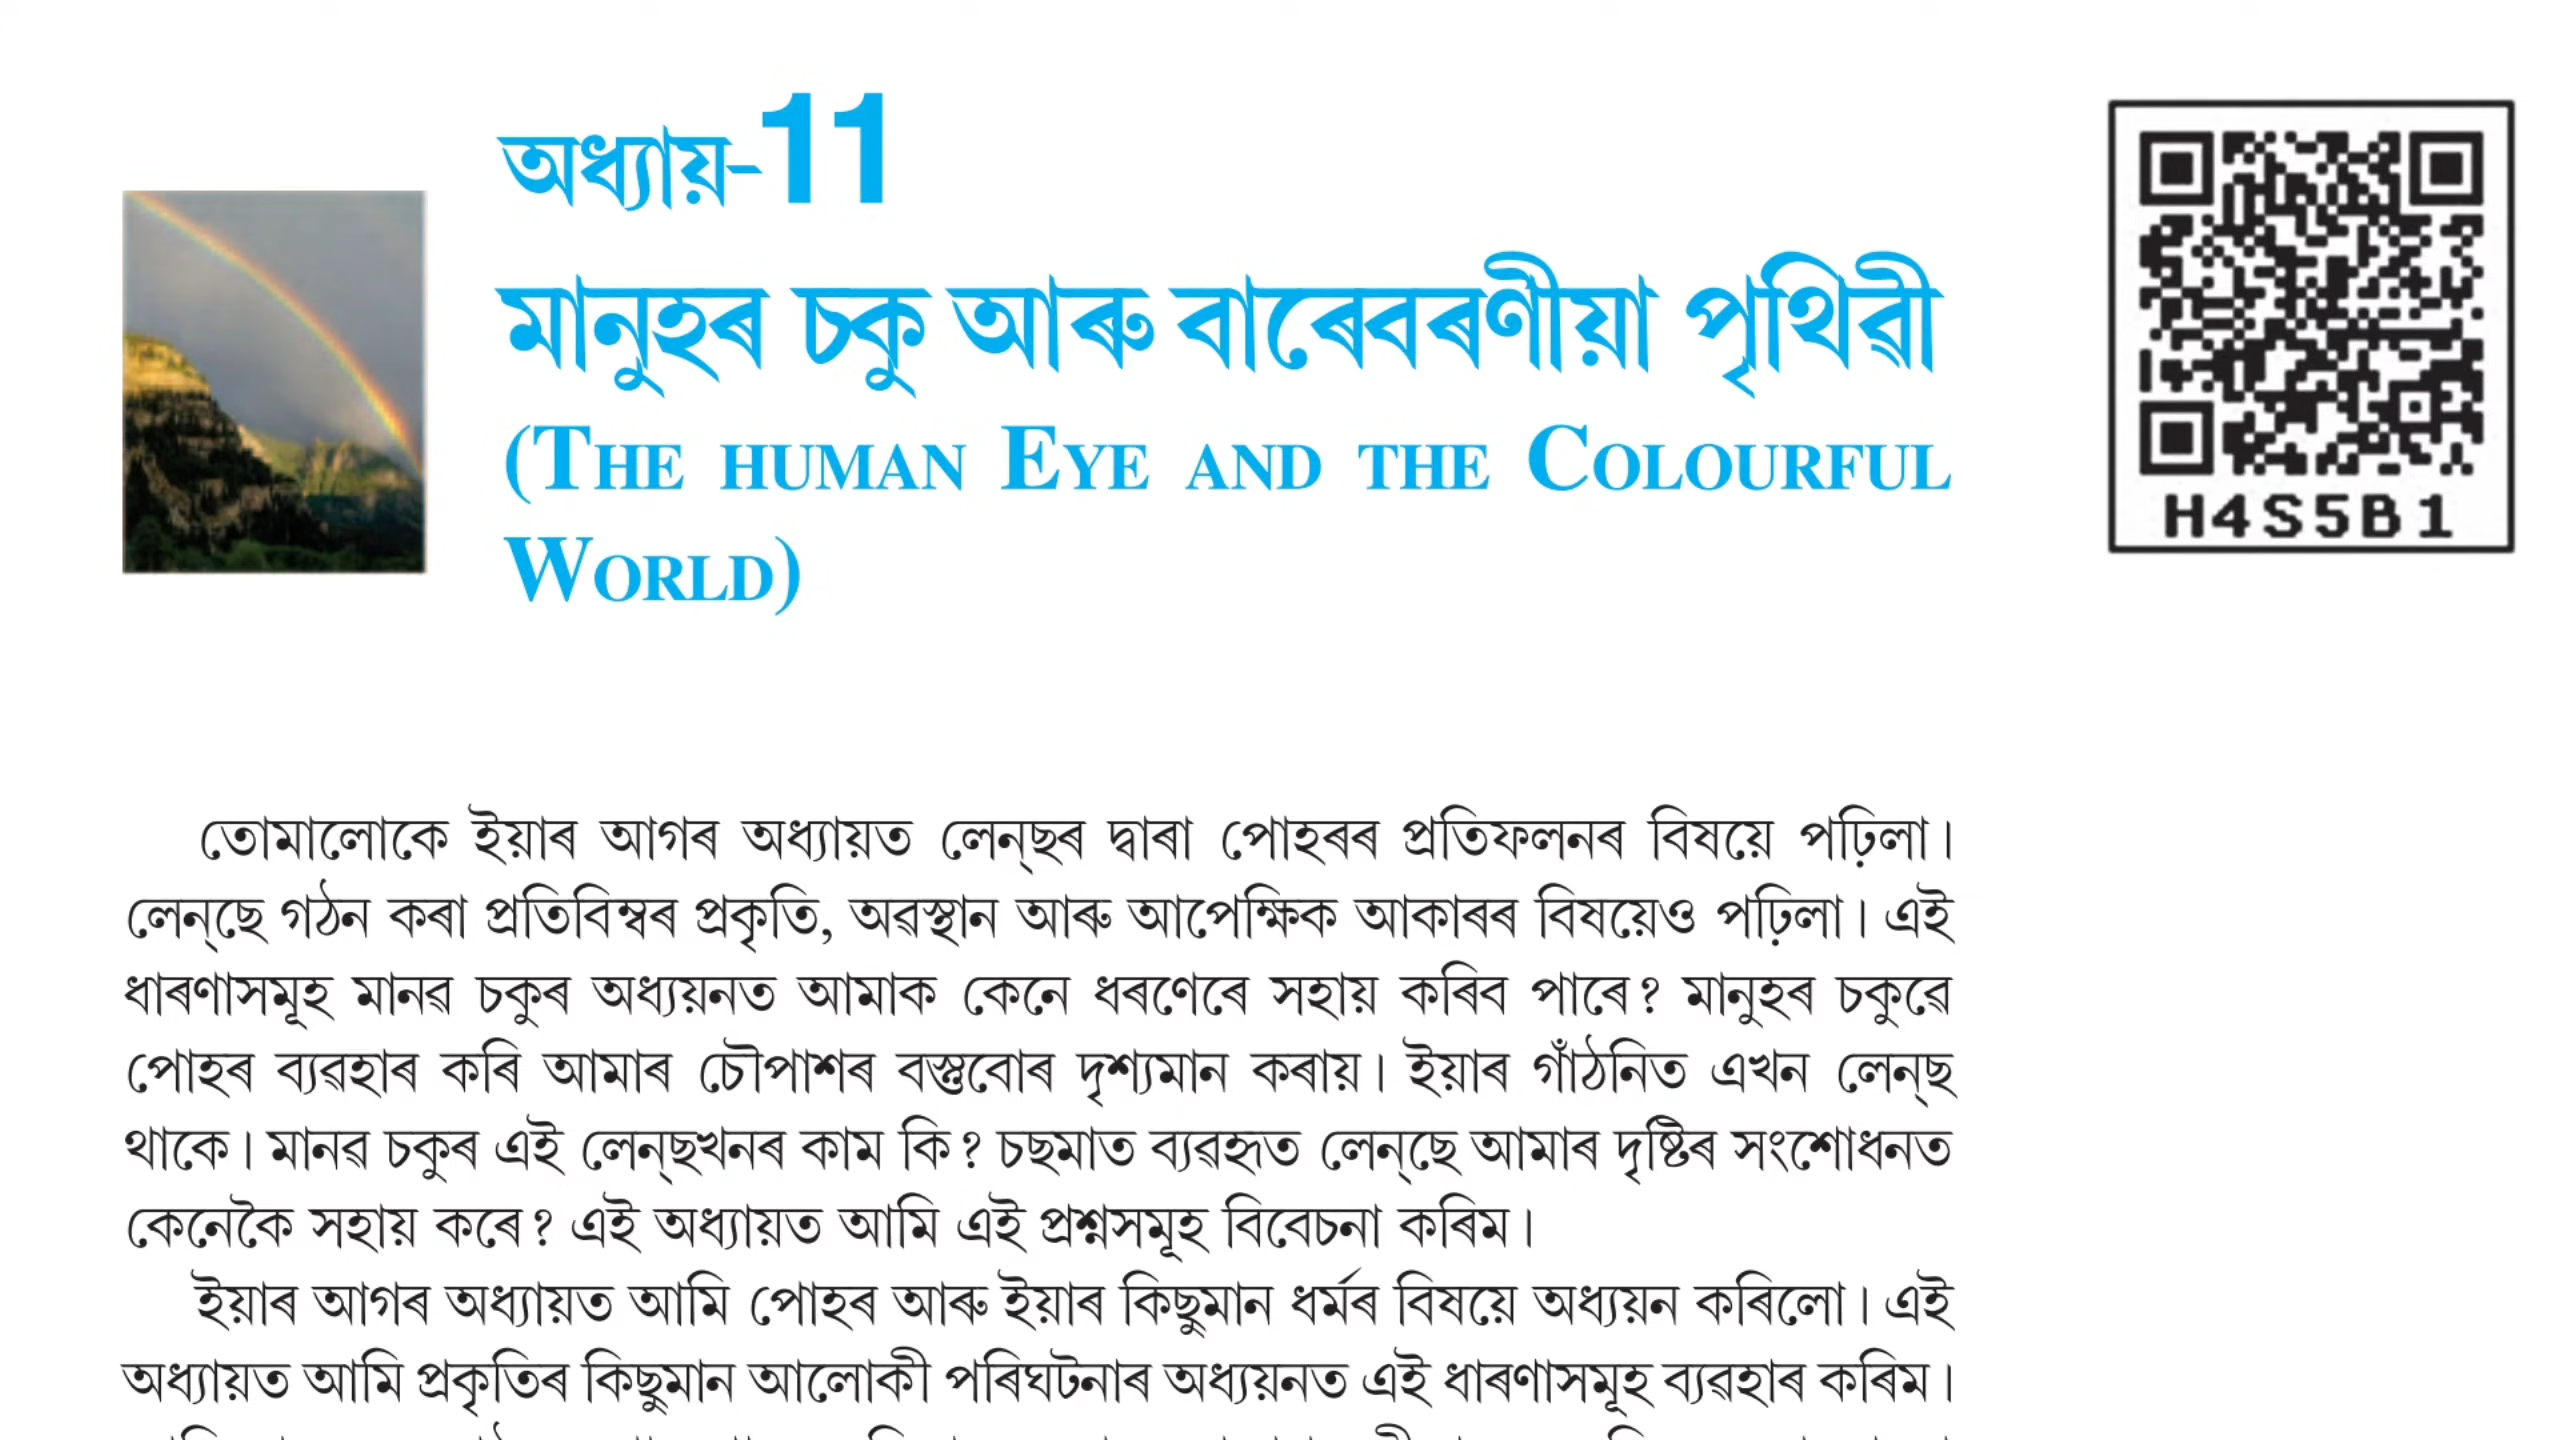 অধ্যায়-11
মানুহৰ চকু আৰু বাৰেবৰণীয়া পৃথিৱী
(THE HUMAN EYE AND THE COLOURFUL
WORLD)
H4S5B1
তোমালোকে ইয়াৰ আগৰ অধ্যায়ত লেন্‌ছৰ দ্বাৰা পোহৰৰ প্ৰতিফলনৰ বিষয়ে পঢ়িলা।
লেন্‌ছে গঠন কৰা প্ৰতিবিম্বৰ প্ৰকৃতি, অৱস্থান আৰু আপেক্ষিক আকাৰৰ বিষয়েও পঢ়িলা। এই
ধাৰণাসমূহ মানৱ চকুৰ অধ্যয়নত আমাক কেনে ধৰণেৰে সহায় কৰিব পাৰে? মানুহৰ চকুৱে
পোহৰ ব্যৱহাৰ কৰি আমাৰ চৌপাশৰ বস্তুবোৰ দৃশ্যমান কৰায়। ইয়াৰ গাঁঠনিত এখন লেন্‌ছ
থাকে। মানৱ চকুৰ এই লেন্‌ছখনৰ কাম কি? চছমাত ব্যৱহৃত লেন্‌ছে আমাৰ দৃষ্টিৰ সংশোধনত
কেনেকৈ সহায় কৰে? এই অধ্যায়ত আমি এই প্ৰশ্নসমূহ বিবেচনা কৰিম।
ইয়াৰ আগৰ অধ্যায়ত আমি পোহৰ আৰু ইয়াৰ কিছুমান ধৰ্মৰ বিষয়ে অধ্যয়ন কৰিলো। এই
অধ্যায়ত আমি প্ৰকৃতিৰ কিছুমান আলোকী পৰিঘটনাৰ অধ্যয়নত এই ধাৰণাসমূহ ব্যৱহাৰ কৰিম।